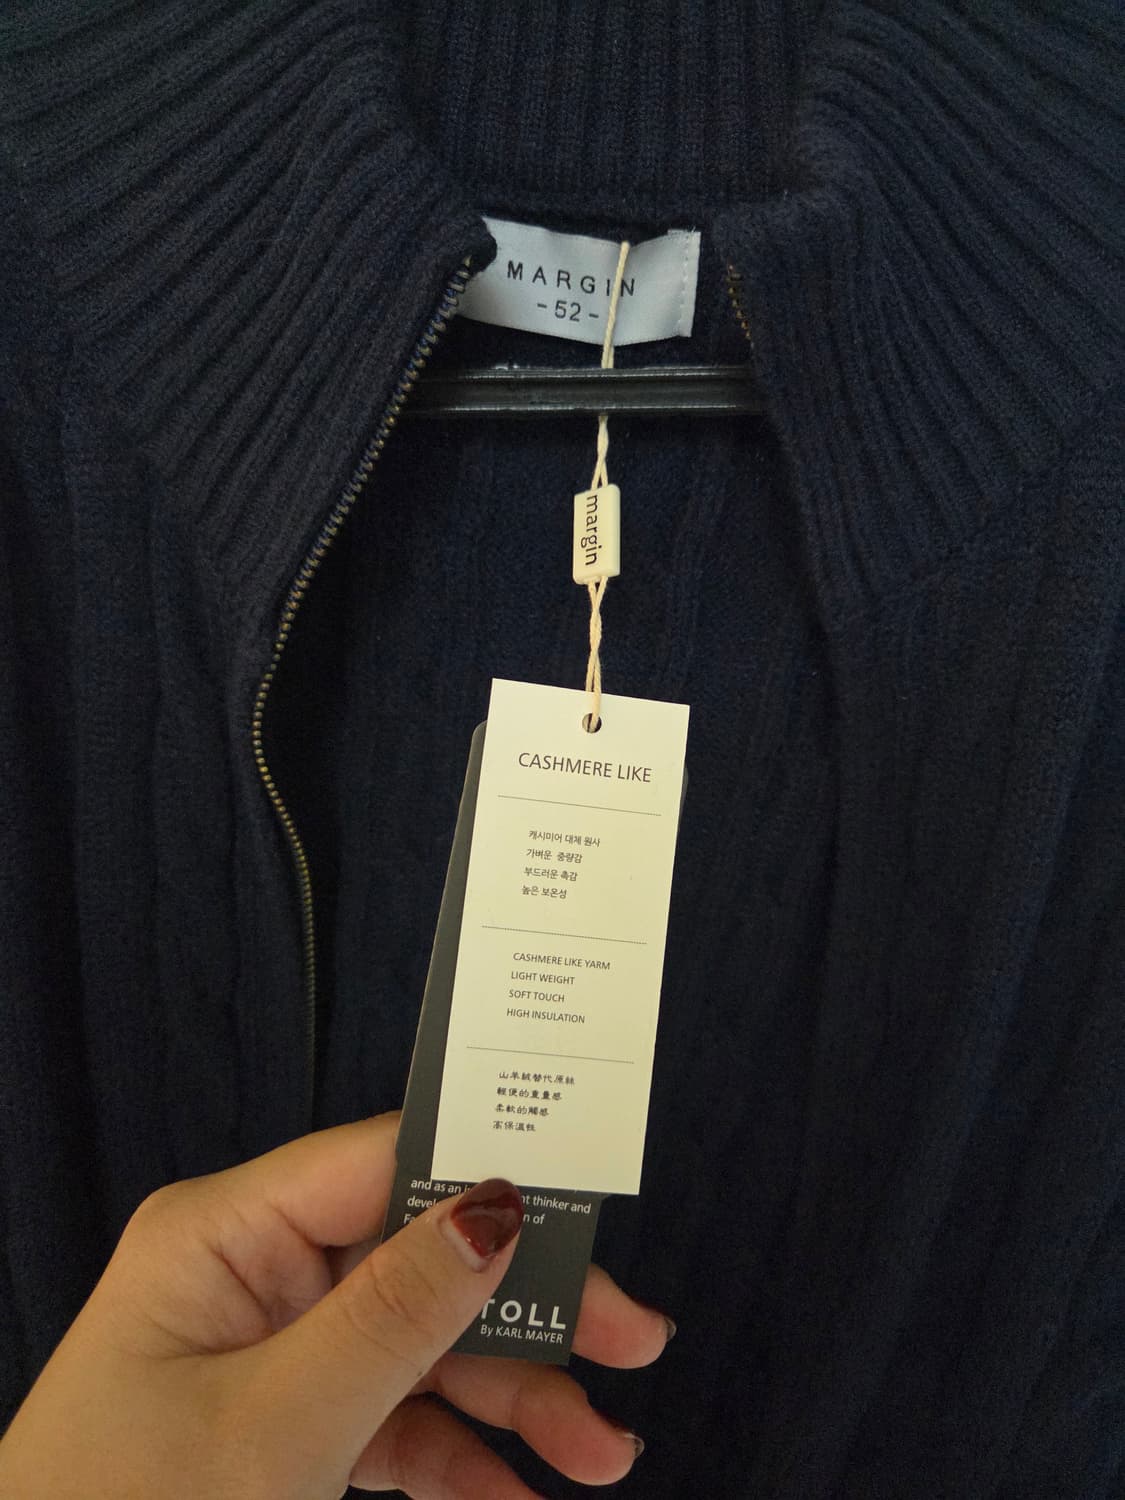 MARGIN
- 52 -
margin
CASHMERE LIKE
캐시미어 대체 원사
가벼운 중량감
부드러운 촉감
높은 보온성
CASHMERE LIKE YARM
LIGHT WEIGHT
SOFT TOUCH
HIGH INSULATION
山羊絨替代原絲
輕便的重量感
柔軟的觸感
高保溫性
and as an nt thinker and
n of
TOLL
By KARL MAYER